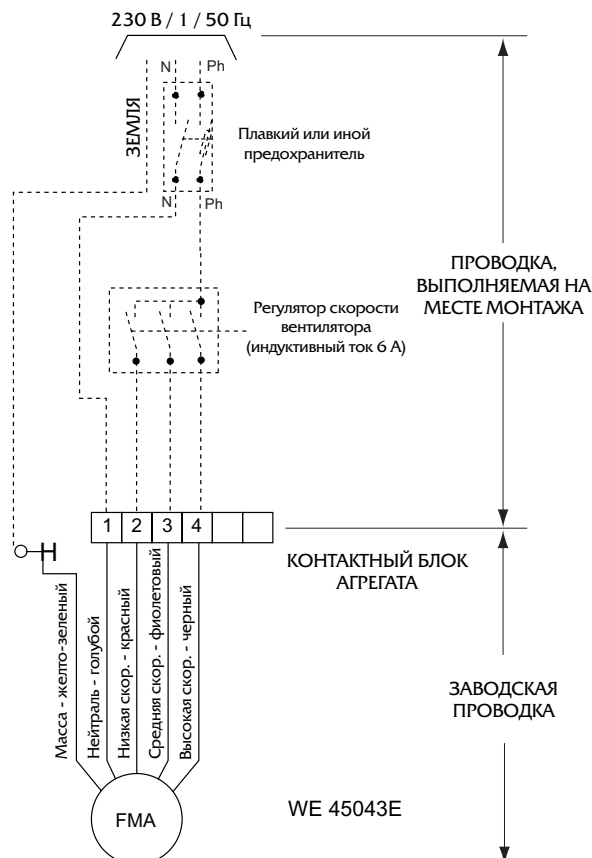 230 В / 1 / 50 Гц
N
Ph
ЗЕМЛЯ
Плавкий или иной
предохранитель
N
Ph
ПРОВОДКА,
ВЫПОЛНЯЕМАЯ НА
МЕСТЕ МОНТАЖА
Регулятор скорости
вентилятора
(индуктивный ток 6 А)
1
2
3
4
КОНТАКТНЫЙ БЛОК
АГРЕГАТА
Масса - желто-зеленый
Нейтраль - голубой
Низкая скор. - красный
Средняя скор. - фиолетовый
Высокая скор. - черный
ЗАВОДСКАЯ
ПРОВОДКА
FMA
WE 45043E